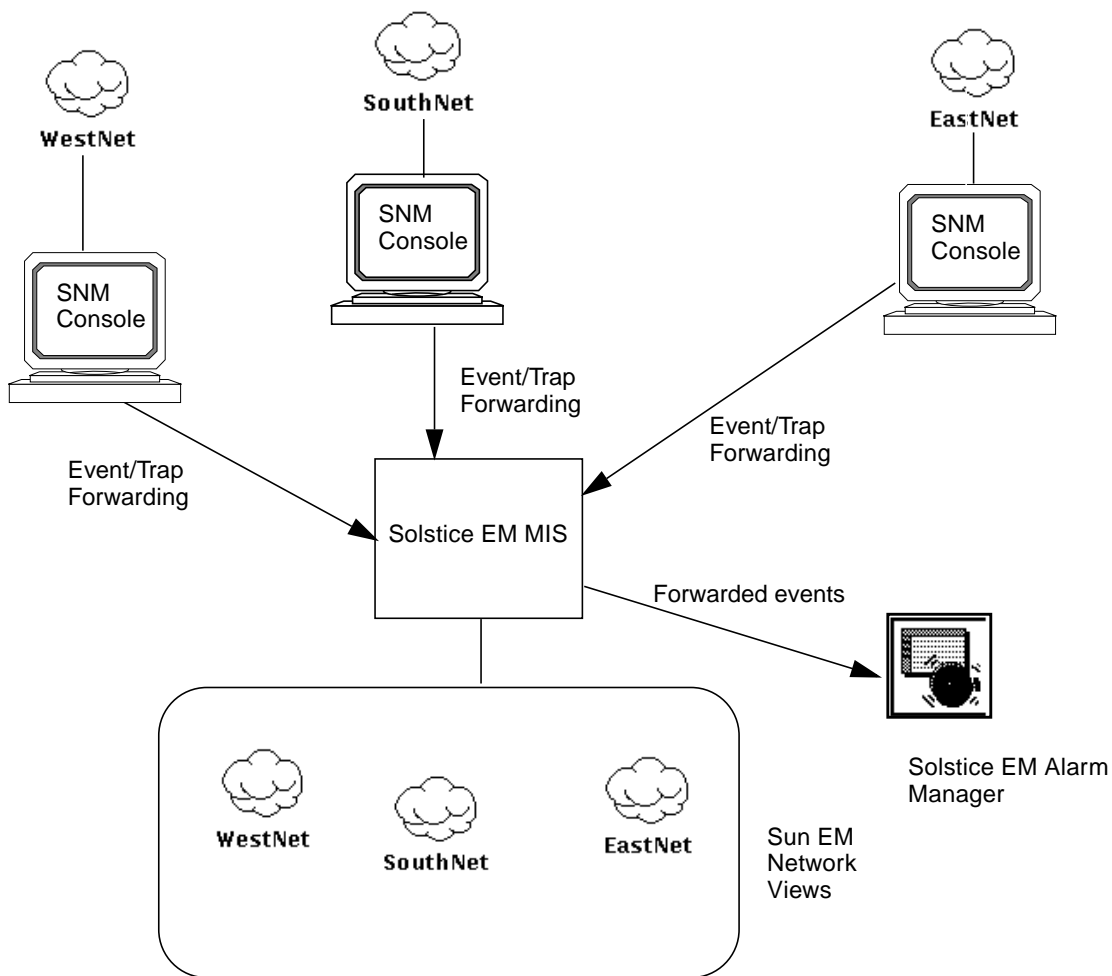 SouthNet
WestNet
EastNet
SNM
Console
SNM
Console
SNM
Console
Event/Trap
Forwarding
Event/Trap
Forwarding
Event/Trap
Forwarding
Solstice EM MIS
Forwarded events
Solstice EM Alarm
Manager
WestNet
SouthNet
EastNet
Sun EM
Network
Views